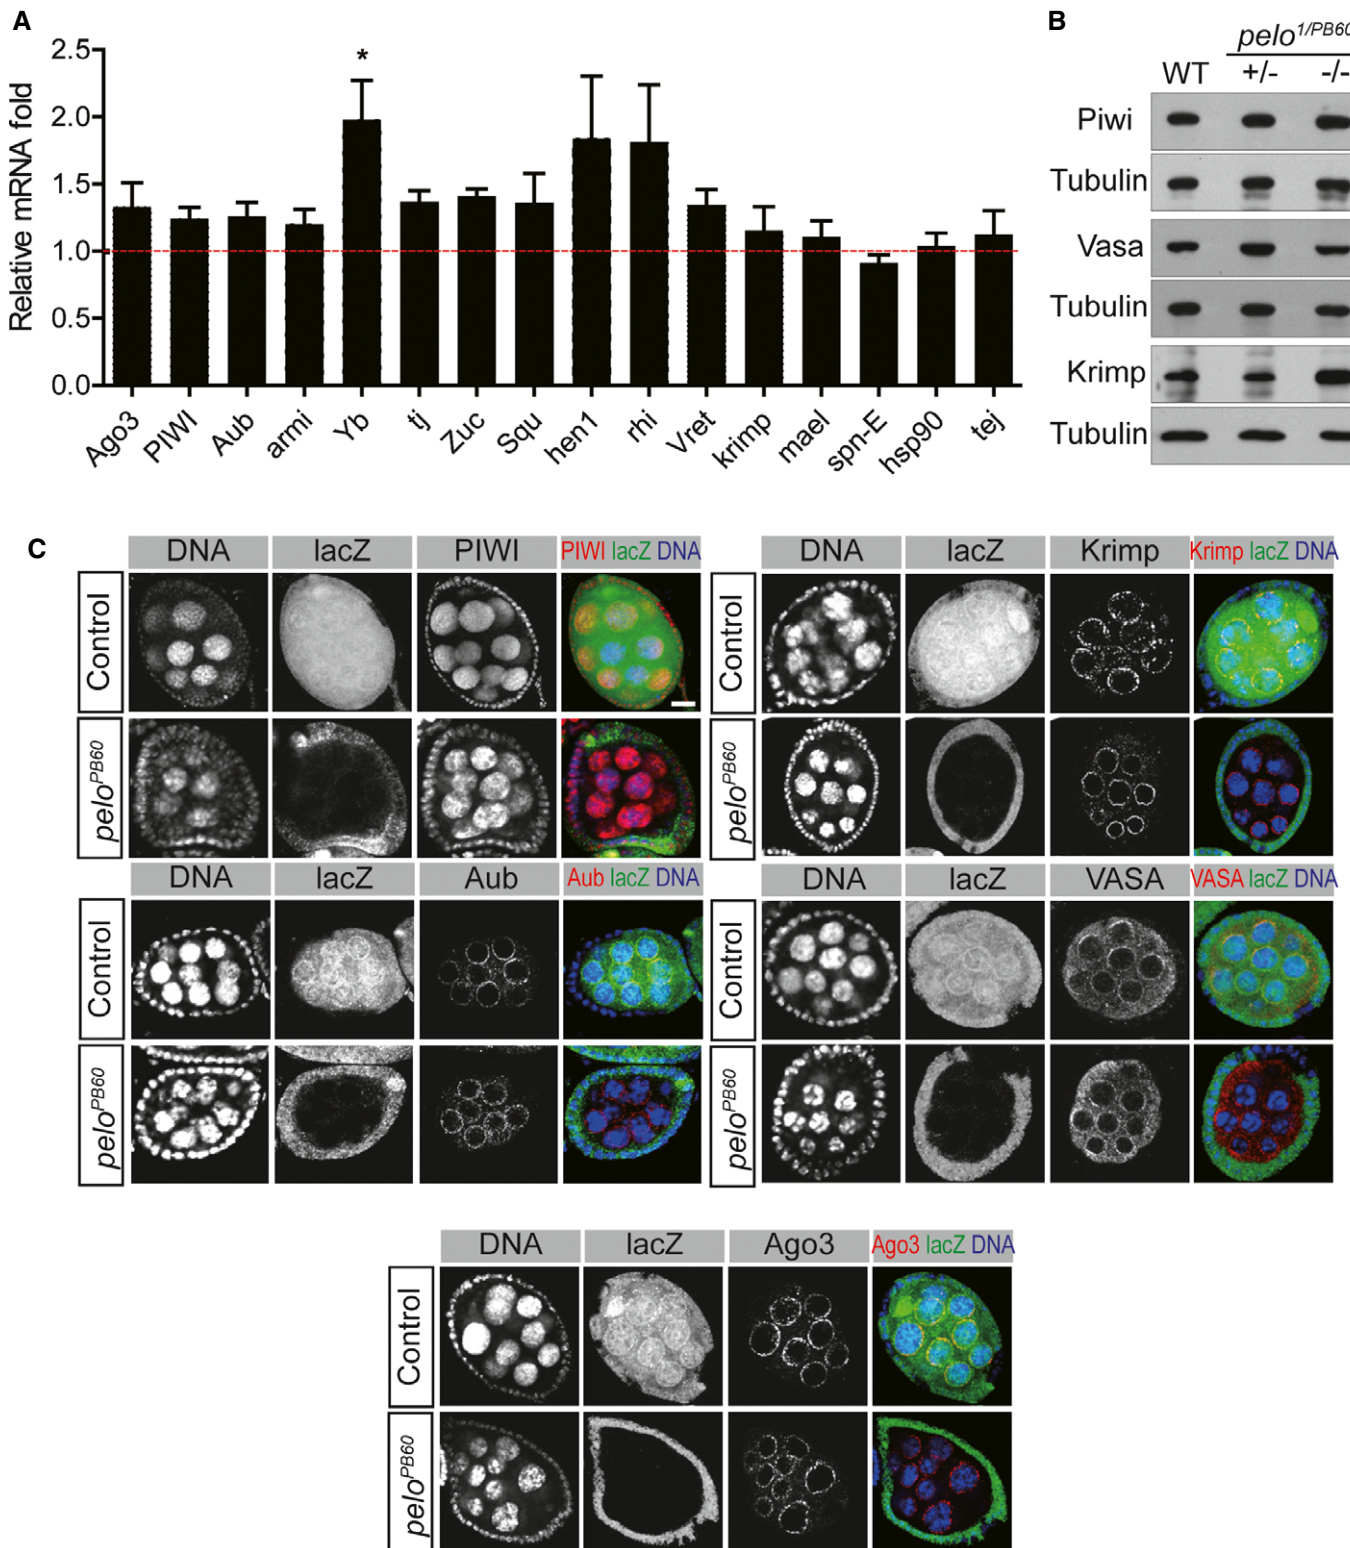 A
Relative mRNA fold
2.5
2.0
1.5
1.0
0.5
0.0
*
Ago3 PIWI Aub armi Yb tj Zuc Squ hen1 rhi Vret krimp mael spn-E hsp90 tej
B
pelo1/PB60
WT +/- -/-
Piwi
Tubulin
Vasa
Tubulin
Krimp
Tubulin
C
DNA lacZ PIWI PIWI lacZ DNA
Control
peloPB60
DNA lacZ Krimp Krimp lacZ DNA
Control
peloPB60
DNA lacZ Aub Aub lacZ DNA
Control
peloPB60
DNA lacZ VASA VASA lacZ DNA
Control
peloPB60
DNA lacZ Ago3 Ago3 lacZ DNA
Control
peloPB60